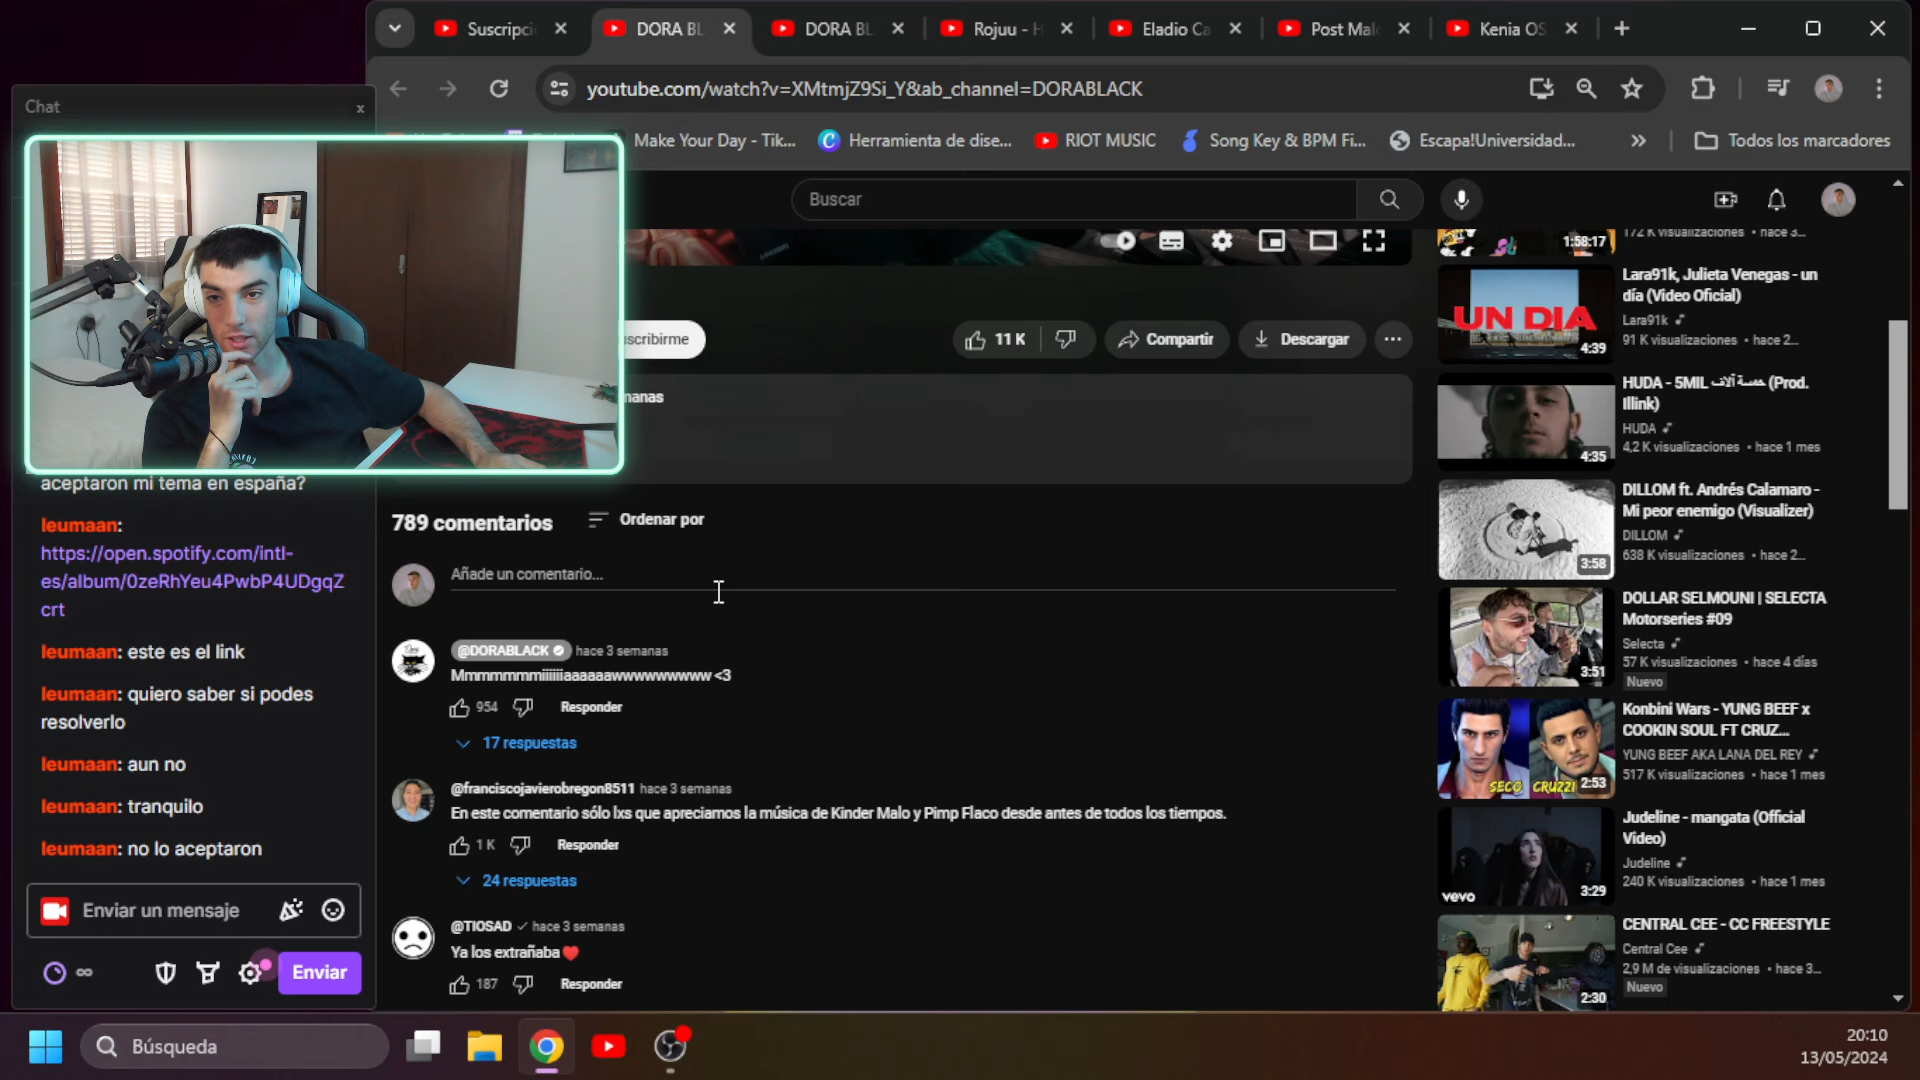 Suscripci
DORA BL
DORA BL
Rojuu - H
Eladio Ca
Post Malo
Kenia OS
youtube.com/watch?v=XMtmjZ9Si_Y&ab_channel=DORABLACK
Make Your Day - Tik...
Herramienta de dise...
RIOT MUSIC
Song Key & BPM Fi...
Escapa!Universidad...
Todos los marcadores
Chat
x
aceptaron mi tema en españa?
leumaan:
https://open.spotify.com/intl-
es/album/0zeRhYeu4PwbP4UDgqZ
crt
leumaan: este es el link
leumaan: quiero saber si podes
resolverlo
leumaan: aun no
leumaan: tranquilo
leumaan: no lo aceptaron
Enviar un mensaje
Enviar
Buscar
scribirme
11 K
Compartir
Descargar
manas
789 comentarios
Ordenar por
Añade un comentario...
@DORABLACK hace 3 semanas
Mmmmmmmiiiiiiiaaaaaawwwwwwwww <3
954
Responder
17 respuestas
@franciscojavierobregon8511 hace 3 semanas
En este comentario sólo lxs que apreciamos la música de Kinder Malo y Pimp Flaco desde antes de todos los tiempos.
1 K
Responder
24 respuestas
@TIOSAD hace 3 semanas
Ya los extrañaba
187
Responder
172 K visualizaciones • hace 3...
1:58:17
Lara91k, Julieta Venegas - un
día (Video Oficial)
Lara91k
91 K visualizaciones • hace 2...
UN DIA
4:39
HUDA - 5MIL خمسة آلاف (Prod.
Illink)
HUDA
4,2 K visualizaciones • hace 1 mes
4:35
DILLOM ft. Andrés Calamaro -
Mi peor enemigo (Visualizer)
DILLOM
638 K visualizaciones • hace 2...
3:58
DOLLAR SELMOUNI | SELECTA
Motorseries #09
Selecta
57 K visualizaciones • hace 4 días
Nuevo
3:51
Konbini Wars - YUNG BEEF x
COOKIN SOUL FT CRUZ...
YUNG BEEF AKA LANA DEL REY
517 K visualizaciones • hace 1 mes
SECO CRUZZI
2:53
Judeline - mangata (Official
Video)
Judeline
240 K visualizaciones • hace 1 mes
vevo
3:29
CENTRAL CEE - CC FREESTYLE
Central Cee
2,9 M de visualizaciones • hace 3...
Nuevo
2:30
Búsqueda
20:10
13/05/2024